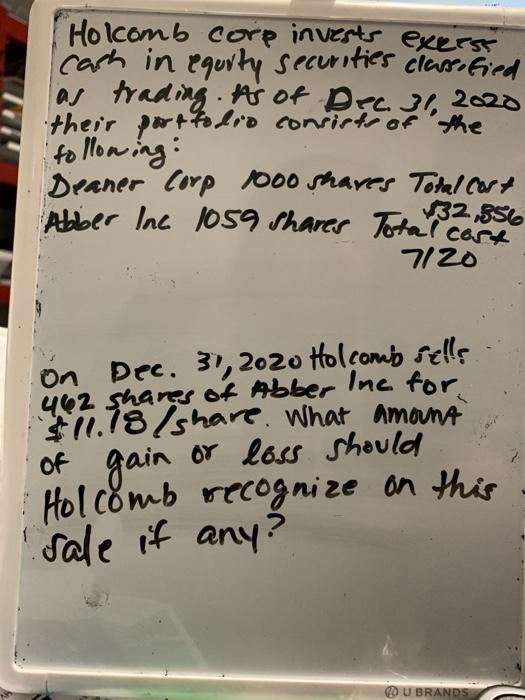 Holcomb corp invests excess
cash in equity securities classified
as trading. As of Dec. 31, 2020
their portfolio consists of the
following:
Deaner Corp 1000 shares Total Cost
$32,856
Abber Inc 1059 shares Total cost
7120
On Dec. 31, 2020 Holcomb sells
462 shares of Abber Inc for
$11.18/share. What amount
of gain or loss should
Holcomb recognize on this
sale if any?
U BRANDS